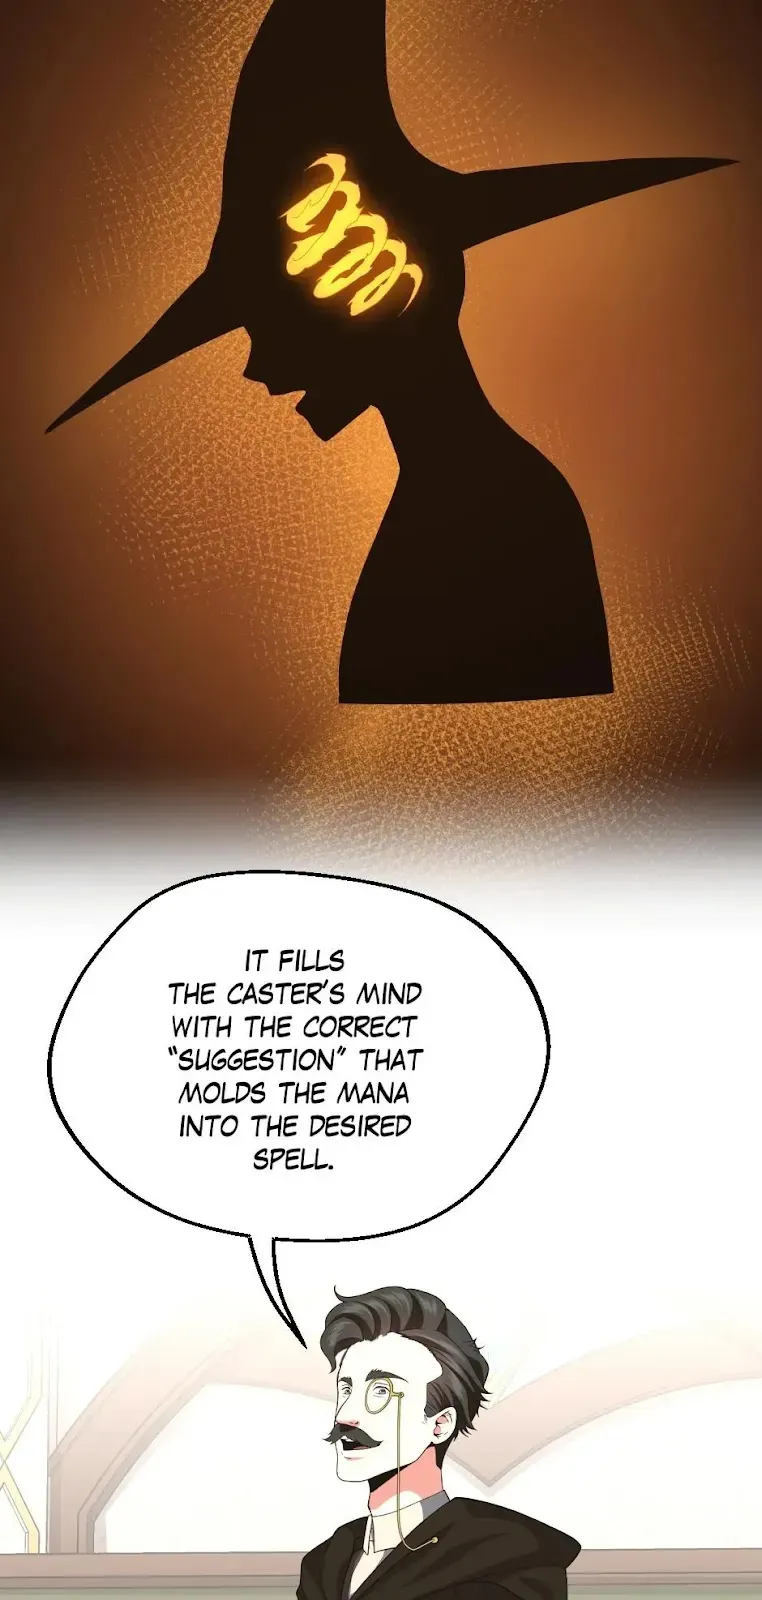 IT FILLS
THE CASTER'S MIND
WITH THE CORRECT
"SUGGESTION" THAT
MOLDS THE MANA
INTO THE DESIRED
SPELL.